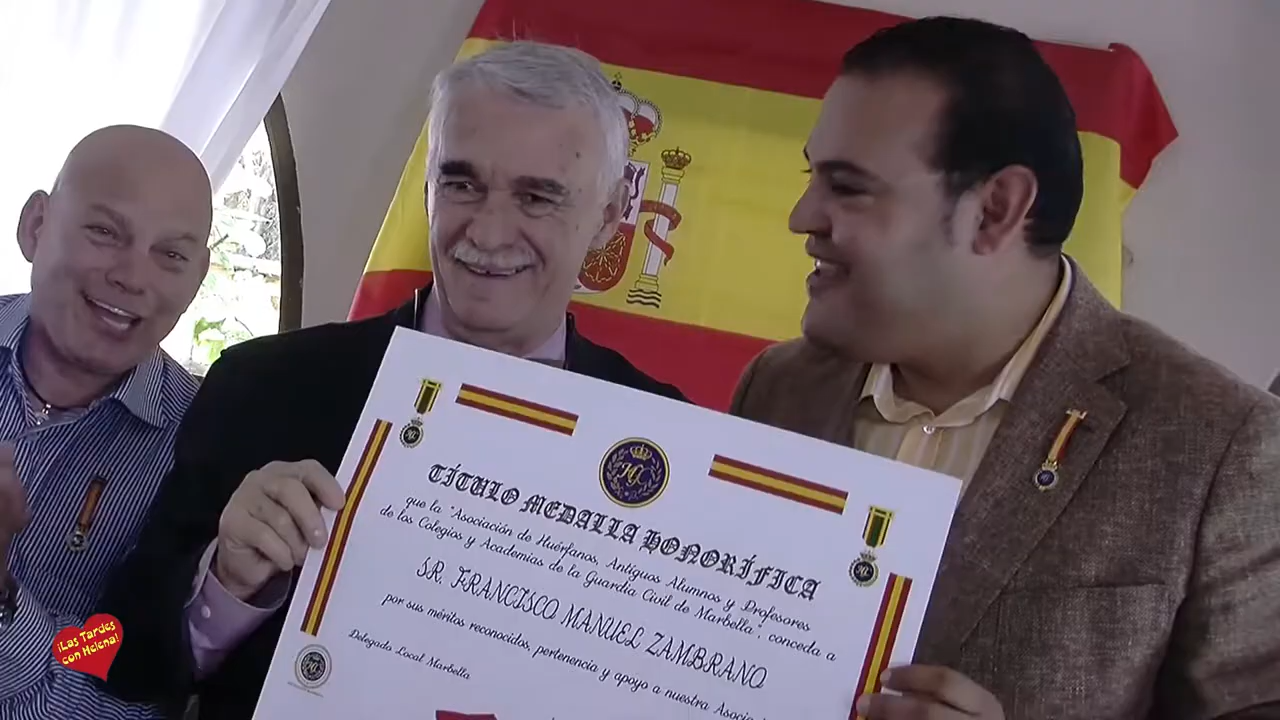 TÍTULO MEDALLA HONORÍFICA
que la "Asociación de Huérfanos, Antiguos Alumnos y Profesores
de los Colegios y Academias de la Guardia Civil de Marbella", conceda a
SR. FRANCISCO MANUEL ZAMBRANO
por sus méritos reconocidos, pertenencia y apoyo a nuestra
Delegado Local Marbella
¡Las Tardes
con Helena!